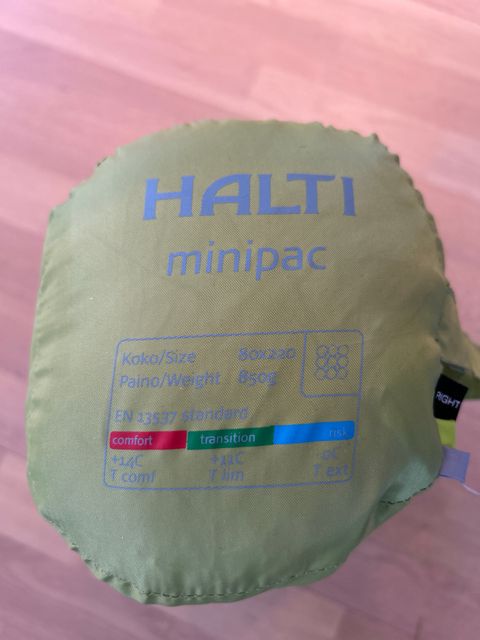 HALTI
minipac
Koko/Size 80x220
Paino/Weight 850g
EN 13537 standard
comfort transition risk
+14C +11C -0C
T comf T lim T ext
RIGHT